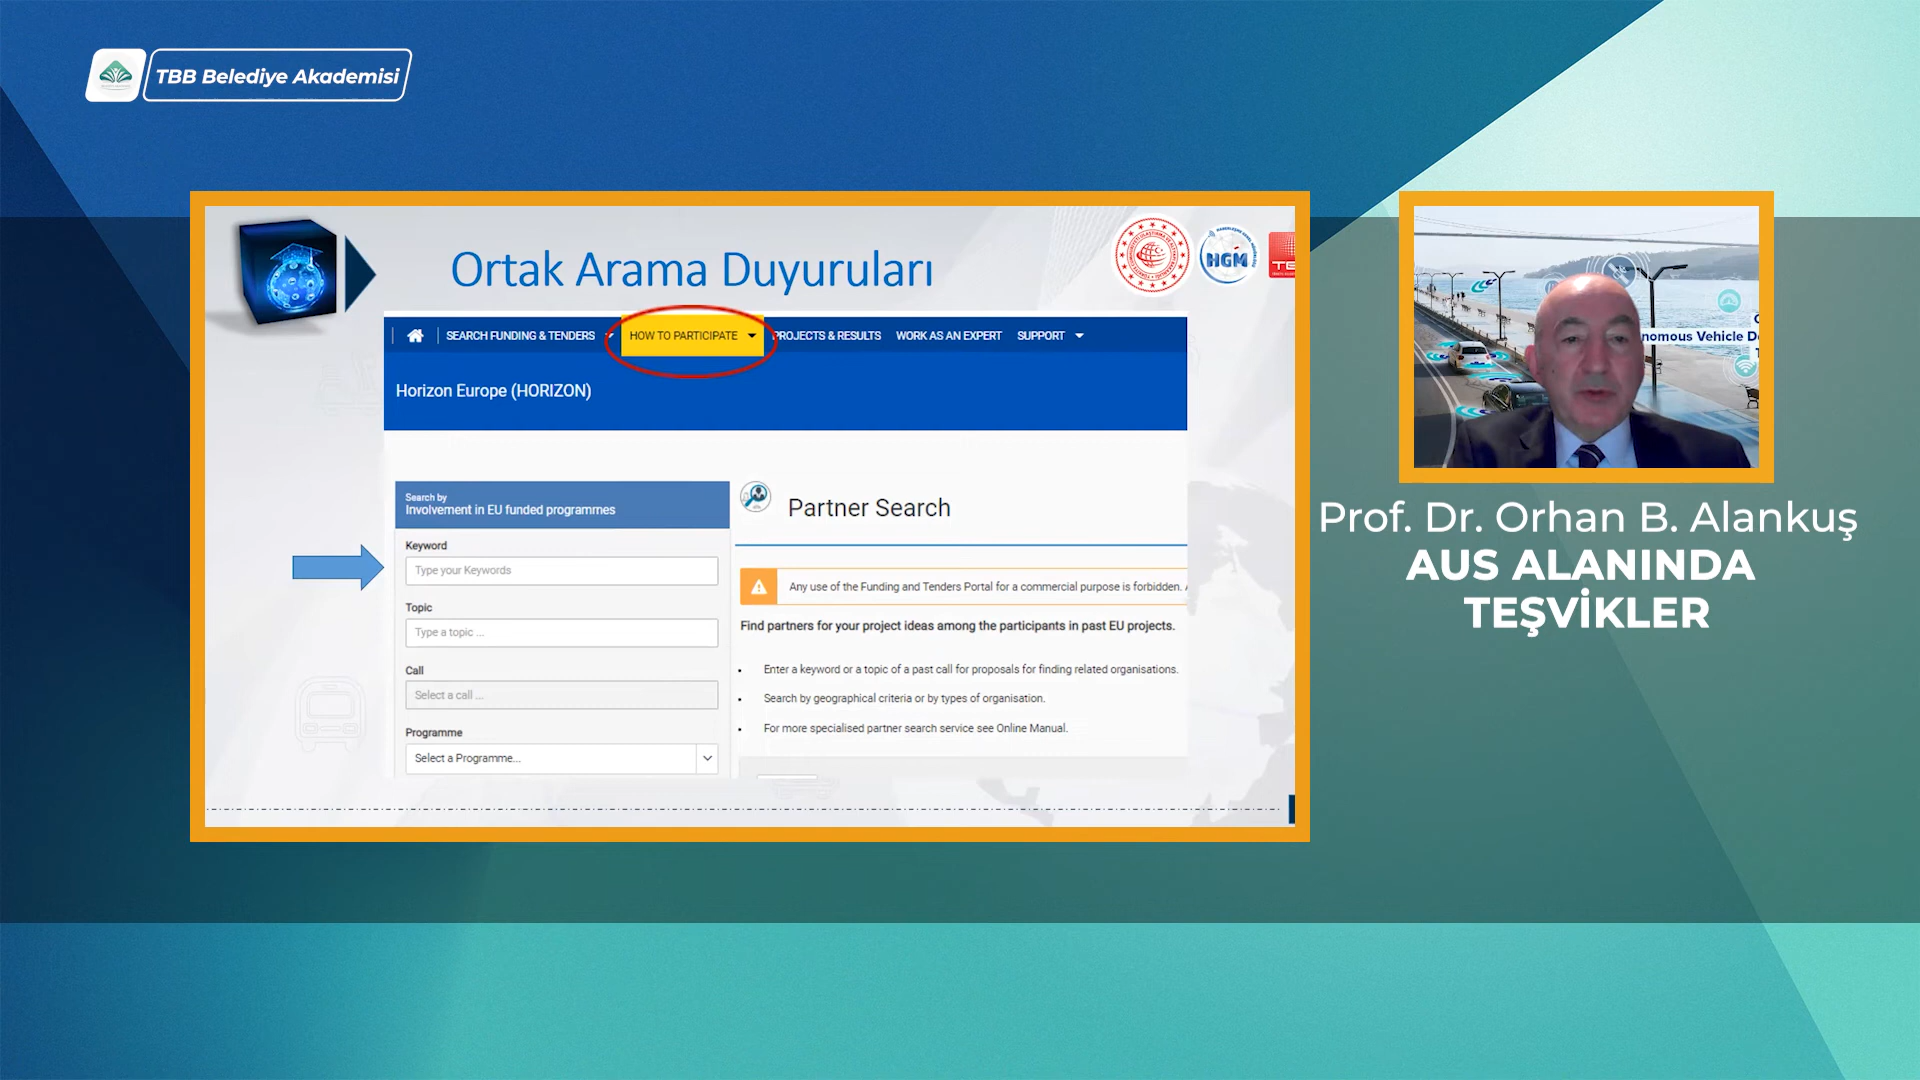 TBB Belediye Akademisi
Ortak Arama Duyuruları
HGM
SEARCH FUNDING & TENDERS
HOW TO PARTICIPATE
PROJECTS & RESULTS
WORK AS AN EXPERT
SUPPORT
Horizon Europe (HORIZON)
Search by
Involvement in EU funded programmes
Keyword
Type your Keywords
Topic
Type a topic ...
Call
Select a call ...
Programme
Select a Programme...
Partner Search
Any use of the Funding and Tenders Portal for a commercial purpose is forbidden.
Find partners for your project ideas among the participants in past EU projects.
Enter a keyword or a topic of a past call for proposals for finding related organisations.
Search by geographical criteria or by types of organisation.
For more specialised partner search service see Online Manual.
Vehicle
Prof. Dr. Orhan B. Alankuş
AUS ALANINDA
TEŞVİKLER